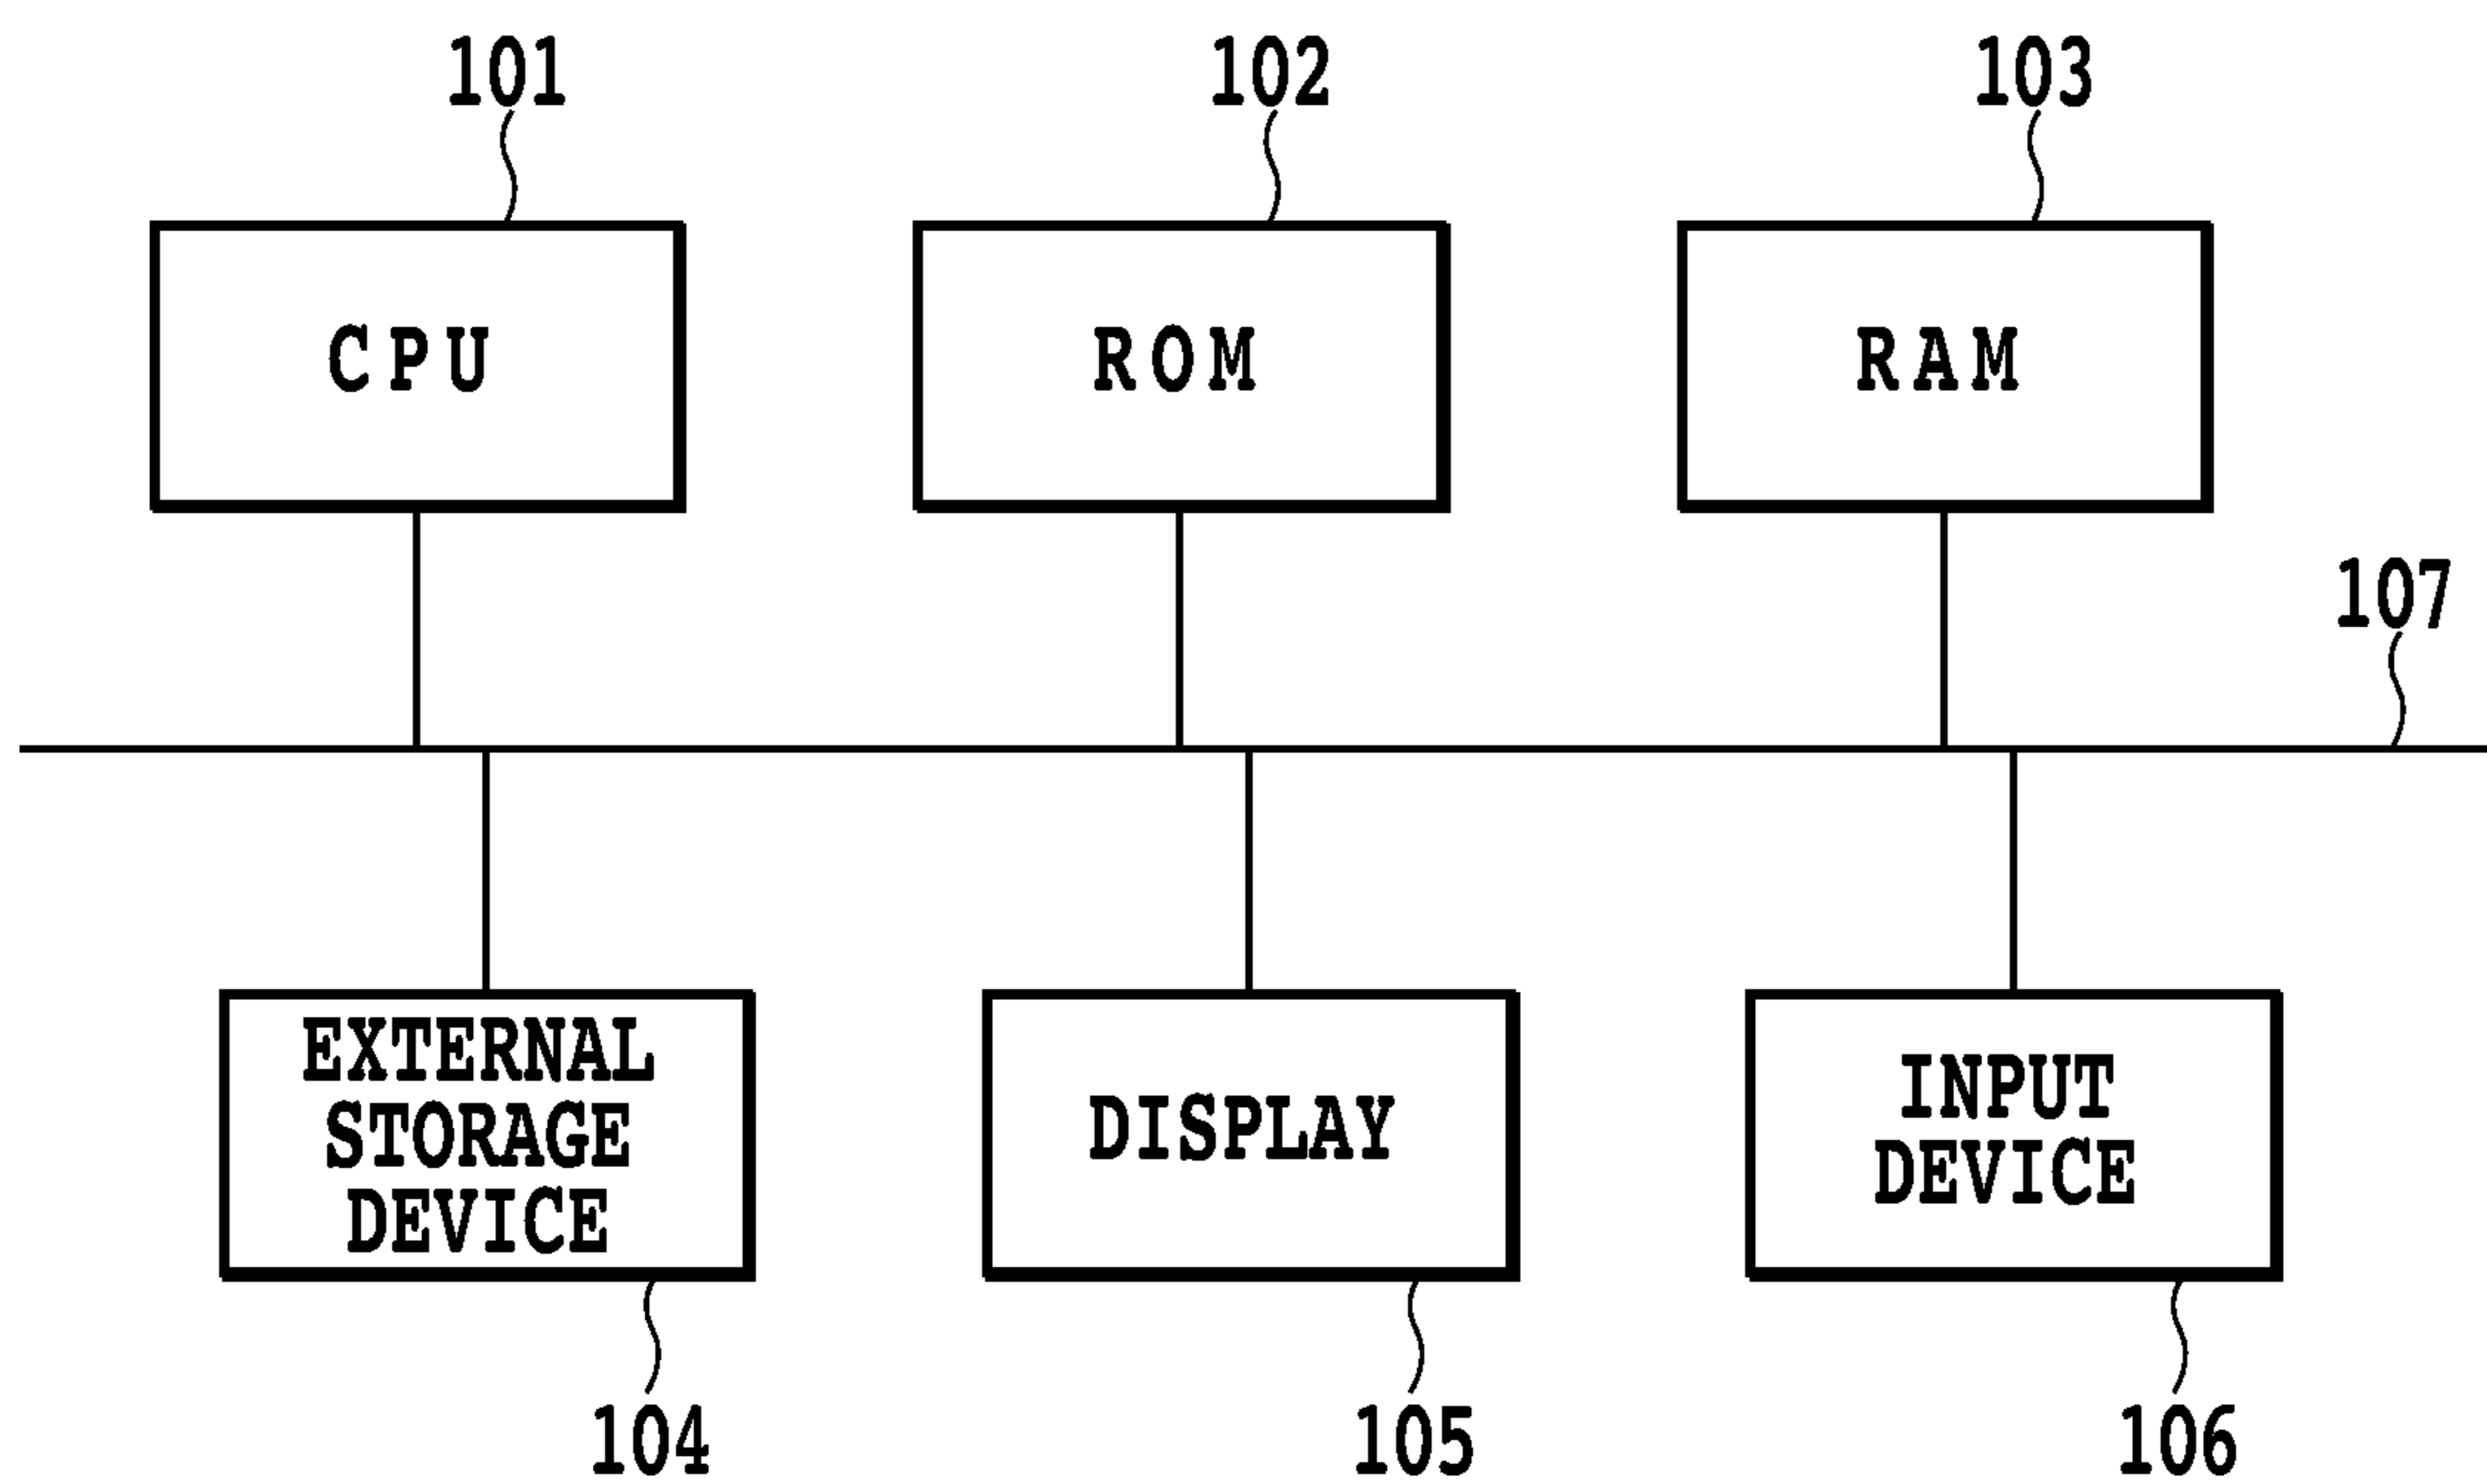 101
102
103
CPU
ROM
RAM
107
EXTERNAL
STORAGE
DEVICE
DISPLAY
INPUT
DEVICE
104
105
106